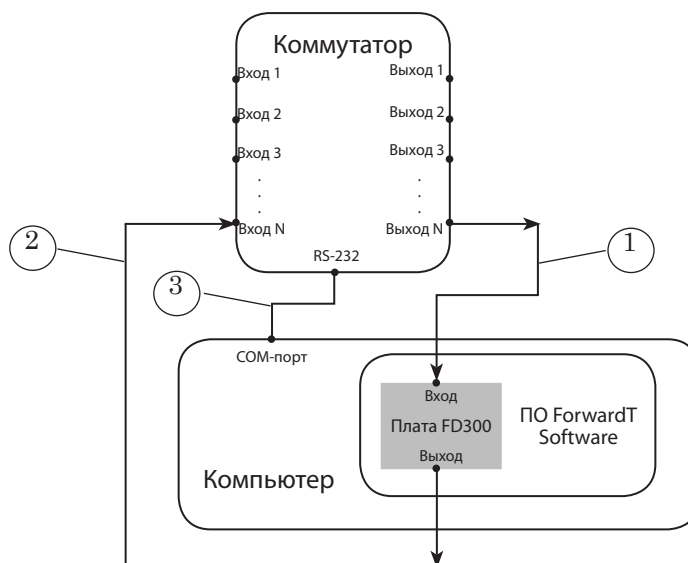 Коммутатор
Вход 1
Выход 1
Вход 2
Выход 2
Вход 3
Выход 3
.
.
.
.
.
.
Вход N
Выход N
2
1
RS-232
3
COM-порт
Вход
Плата FD300
Выход
ПО ForwardT
Software
Компьютер